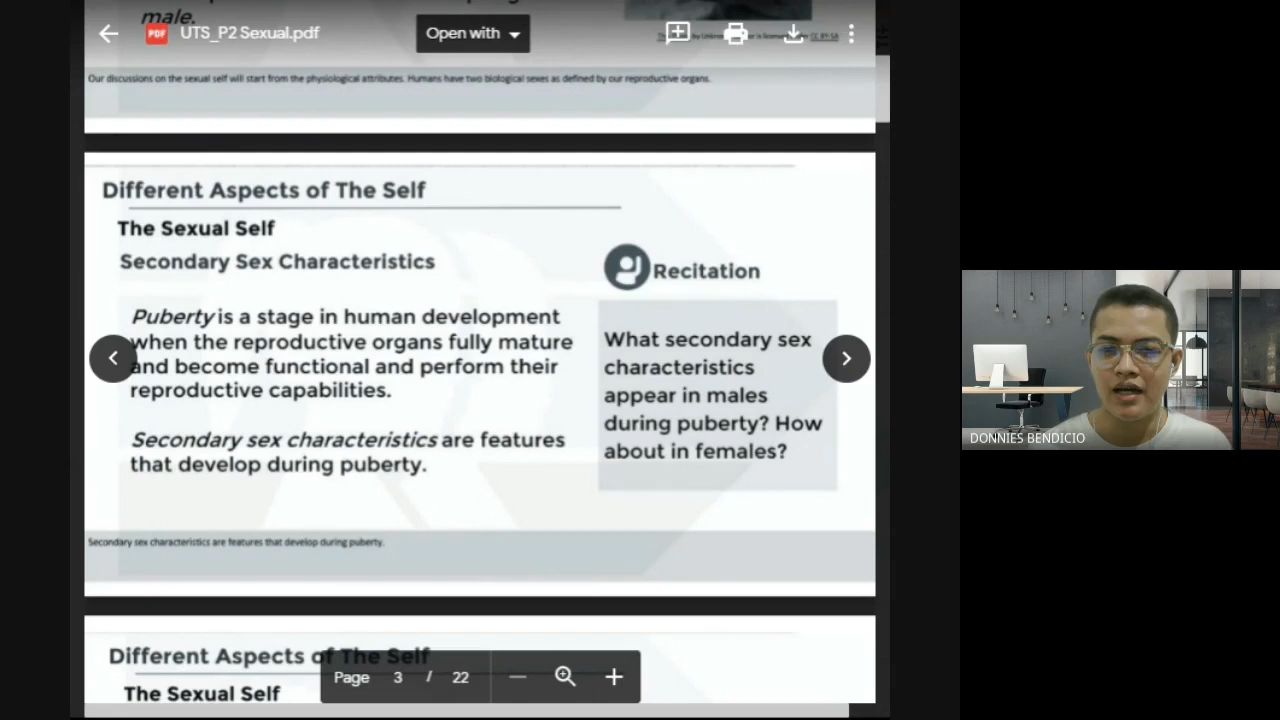 male.
UTS_P2 Sexual.pdf
Open with
Our discussions on the sexual self will start from the physiological attributes. Humans have two biological sexes as defined by our reproductive organs.
Different Aspects of The Self
The Sexual Self
Secondary Sex Characteristics
Recitation
Puberty is a stage in human development
when the reproductive organs fully mature
and become functional and perform their
reproductive capabilities.
Secondary sex characteristics are features
that develop during puberty.
What secondary sex
characteristics
appear in males
during puberty? How
about in females?
DONNIES BENDICIO
Secondary sex characteristics are features that develop during puberty.
Different Aspects of The Self
The Sexual Self
Page 3 / 22